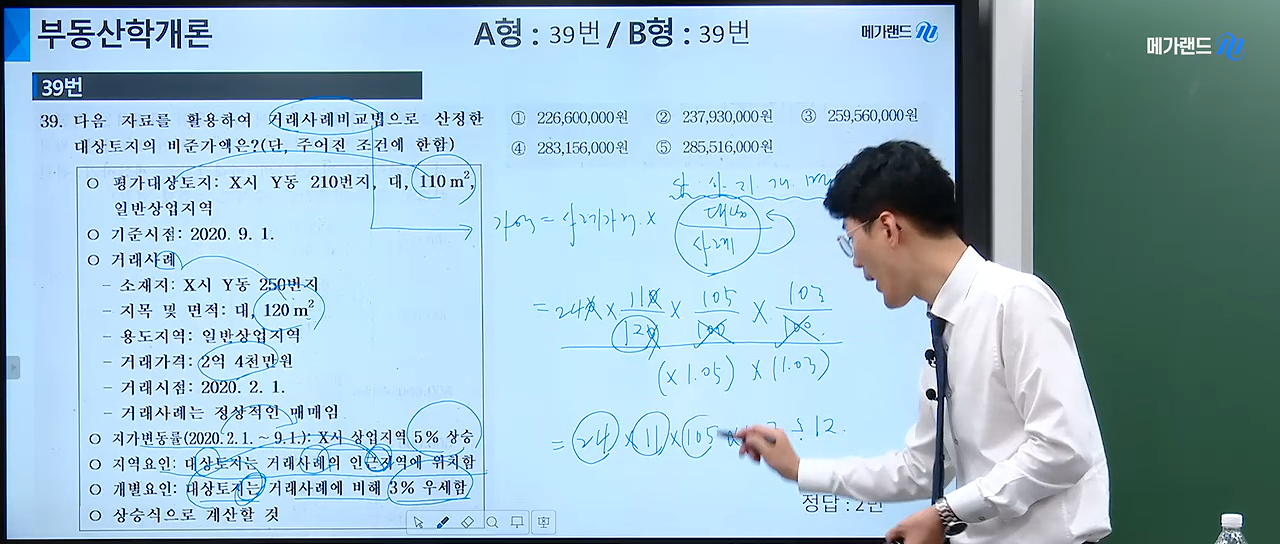 부동산학개론
A형 : 39번 / B형 : 39번
메가랜드
메가랜드
39번
39. 다음 자료를 활용하여 거래사례비교법으로 산정한
대상토지의 비준가액은?(단, 주어진 조건에 한함)
① 226,600,000원 ② 237,930,000원 ③ 259,560,000원
④ 283,156,000원 ⑤ 285,516,000원
○ 평가대상토지: X시 Y동 210번지, 대, 110㎡,
일반상업지역
○ 기준시점: 2020. 9. 1.
○ 거래사례
- 소재지: X시 Y동 250번지
- 지목 및 면적: 대, 120㎡
- 용도지역: 일반상업지역
- 거래가격: 2억 4천만원
- 거래시점: 2020. 2. 1.
- 거래사례는 정상적인 매매임
○ 지가변동률(2020.2.1.~9.1.): X시 상업지역 5% 상승
○ 지역요인: 대상토지는 거래사례의 인근지역에 위치함
○ 개별요인: 대상토지는 거래사례에 비해 3% 우세함
○ 상승식으로 계산할 것
사례가격 × 대상
사례
= 240 × 110 × 105 × 103
120 100 100
(× 1.05) × (1.03)
= 24 × 11 × 105 ÷ 12.
정답 : 2번